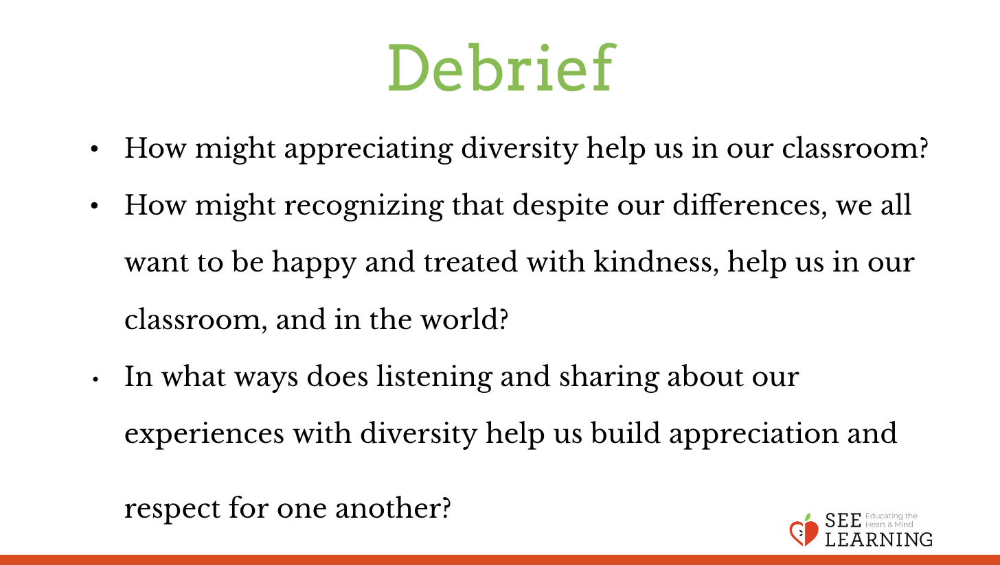 Debrief
• How might appreciating diversity help us in our classroom?
• How might recognizing that despite our differences, we all
want to be happy and treated with kindness, help us in our
classroom, and in the world?
• In what ways does listening and sharing about our
experiences with diversity help us build appreciation and
respect for one another?
SEE Educating the
Heart & Mind
LEARNING